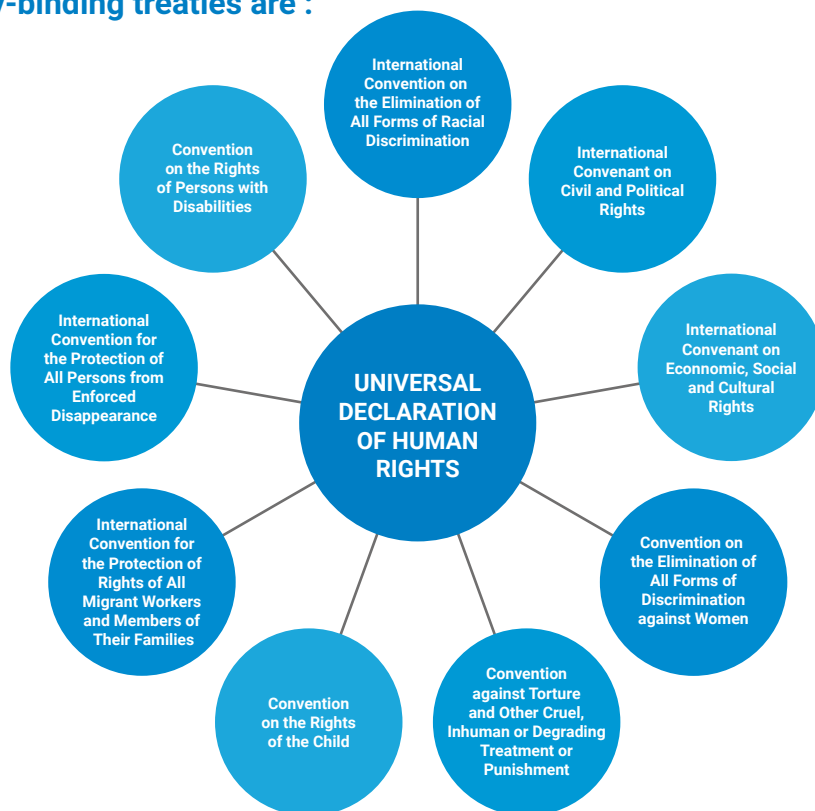 y-binding treaties are :
International
Convention on
the Elimination of
All Forms of Racial
Discrimination
International
Convenant on
Civil and Political
Rights
International
Convenant on
Econnomic, Social
and Cultural
Rights
Convention on
the Elimination of
All Forms of
Discrimination
against Women
Convention
against Torture
and Other Cruel,
Inhuman or Degrading
Treatment or
Punishment
Convention
on the Rights
of the Child
International
Convention for
the Protection of
Rights of All
Migrant Workers
and Members of
Their Families
International
Convention for
the Protection of
All Persons from
Enforced
Disappearance
Convention
on the Rights
of Persons with
Disabilities
UNIVERSAL
DECLARATION
OF HUMAN
RIGHTS